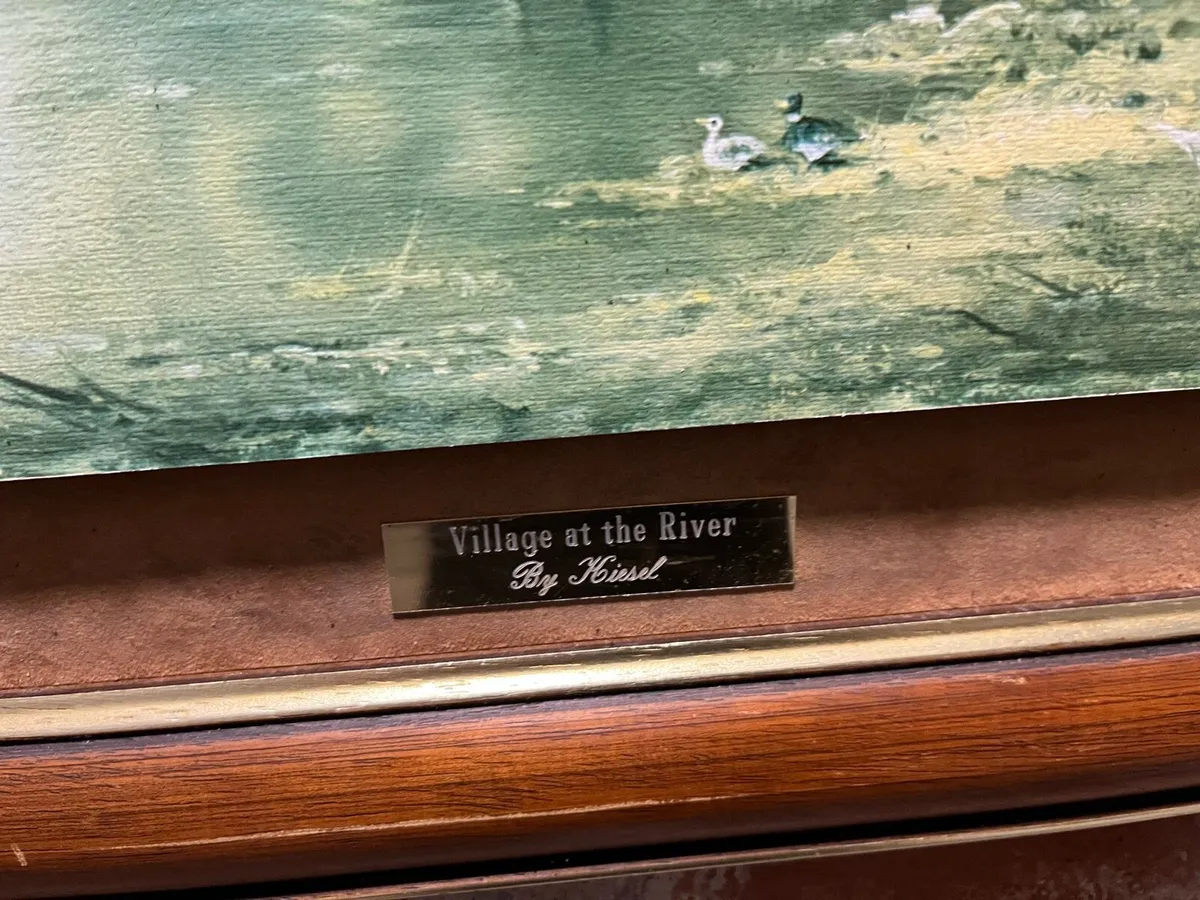 Village at the River
By Kiesel